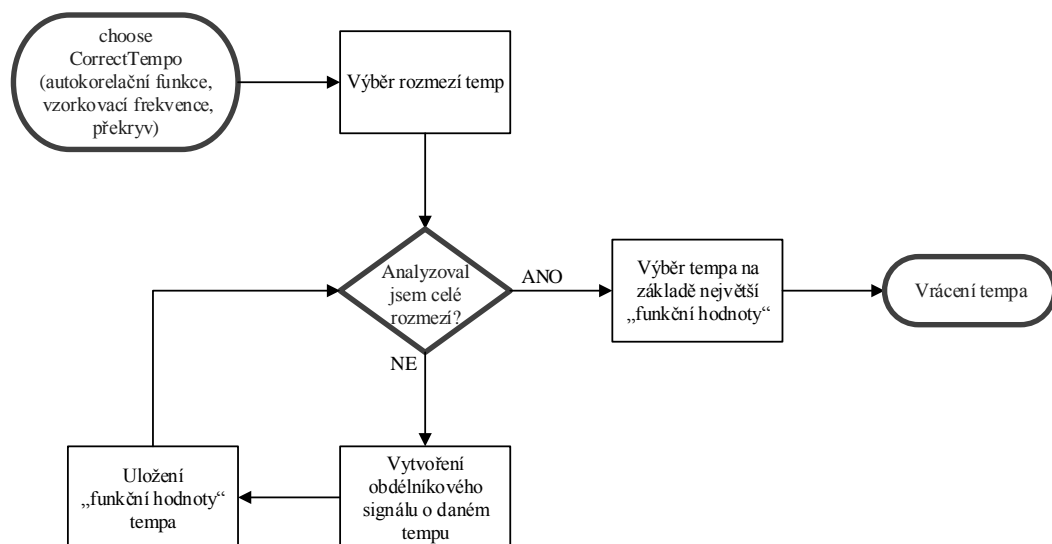 choose
CorrectTempo
(autokorelační funkce,
vzorkovací frekvence,
překryv)
Výběr rozmezí temp
Analyzoval
jsem celé
rozmezí?
ANO
Výběr tempa na
základě největší
„funkční hodnoty“
Vrácení tempa
NE
Vytvoření
obdélníkového
signálu o daném
tempu
Uložení
„funkční hodnoty“
tempa